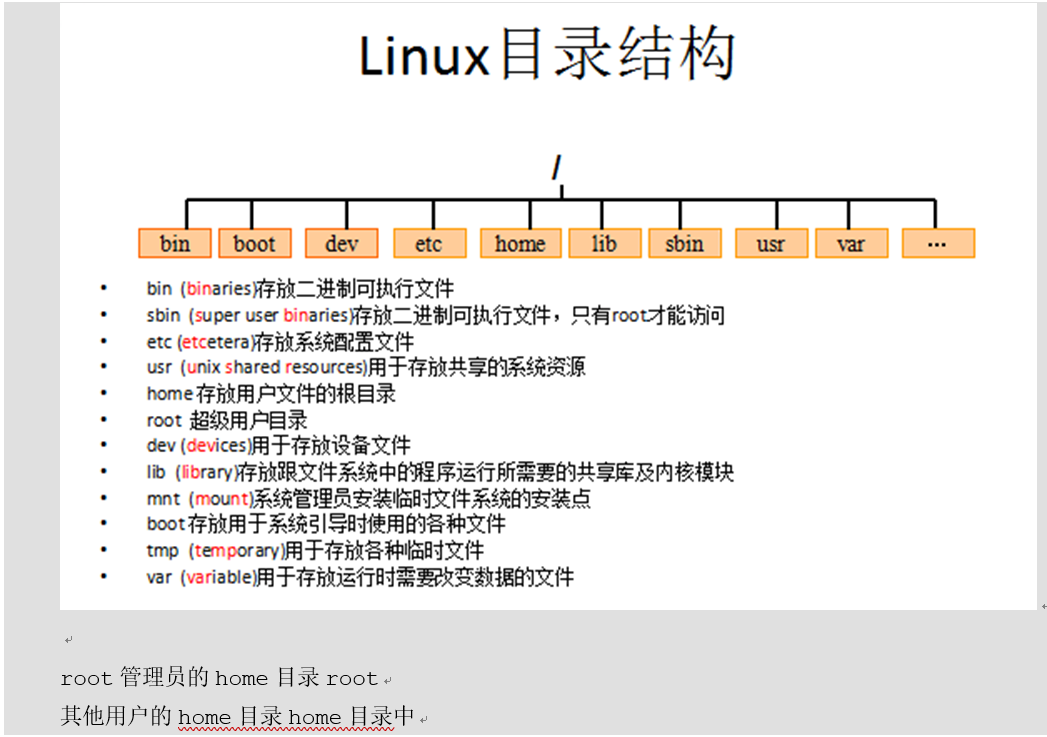 Linux目录结构
/
bin boot dev etc home lib sbin usr var ...
• bin (binaries)存放二进制可执行文件
• sbin (super user binaries)存放二进制可执行文件，只有root才能访问
• etc (etcetera)存放系统配置文件
• usr (unix shared resources)用于存放共享的系统资源
• home 存放用户文件的根目录
• root 超级用户目录
• dev (devices)用于存放设备文件
• lib (library)存放跟文件系统中的程序运行所需要的共享库及内核模块
• mnt (mount)系统管理员安装临时文件系统的安装点
• boot 存放用于系统引导时使用的各种文件
• tmp (temporary)用于存放各种临时文件
• var (variable)用于存放运行时需要改变数据的文件
root 管理员的 home 目录 root
其他用户的 home 目录 home 目录中